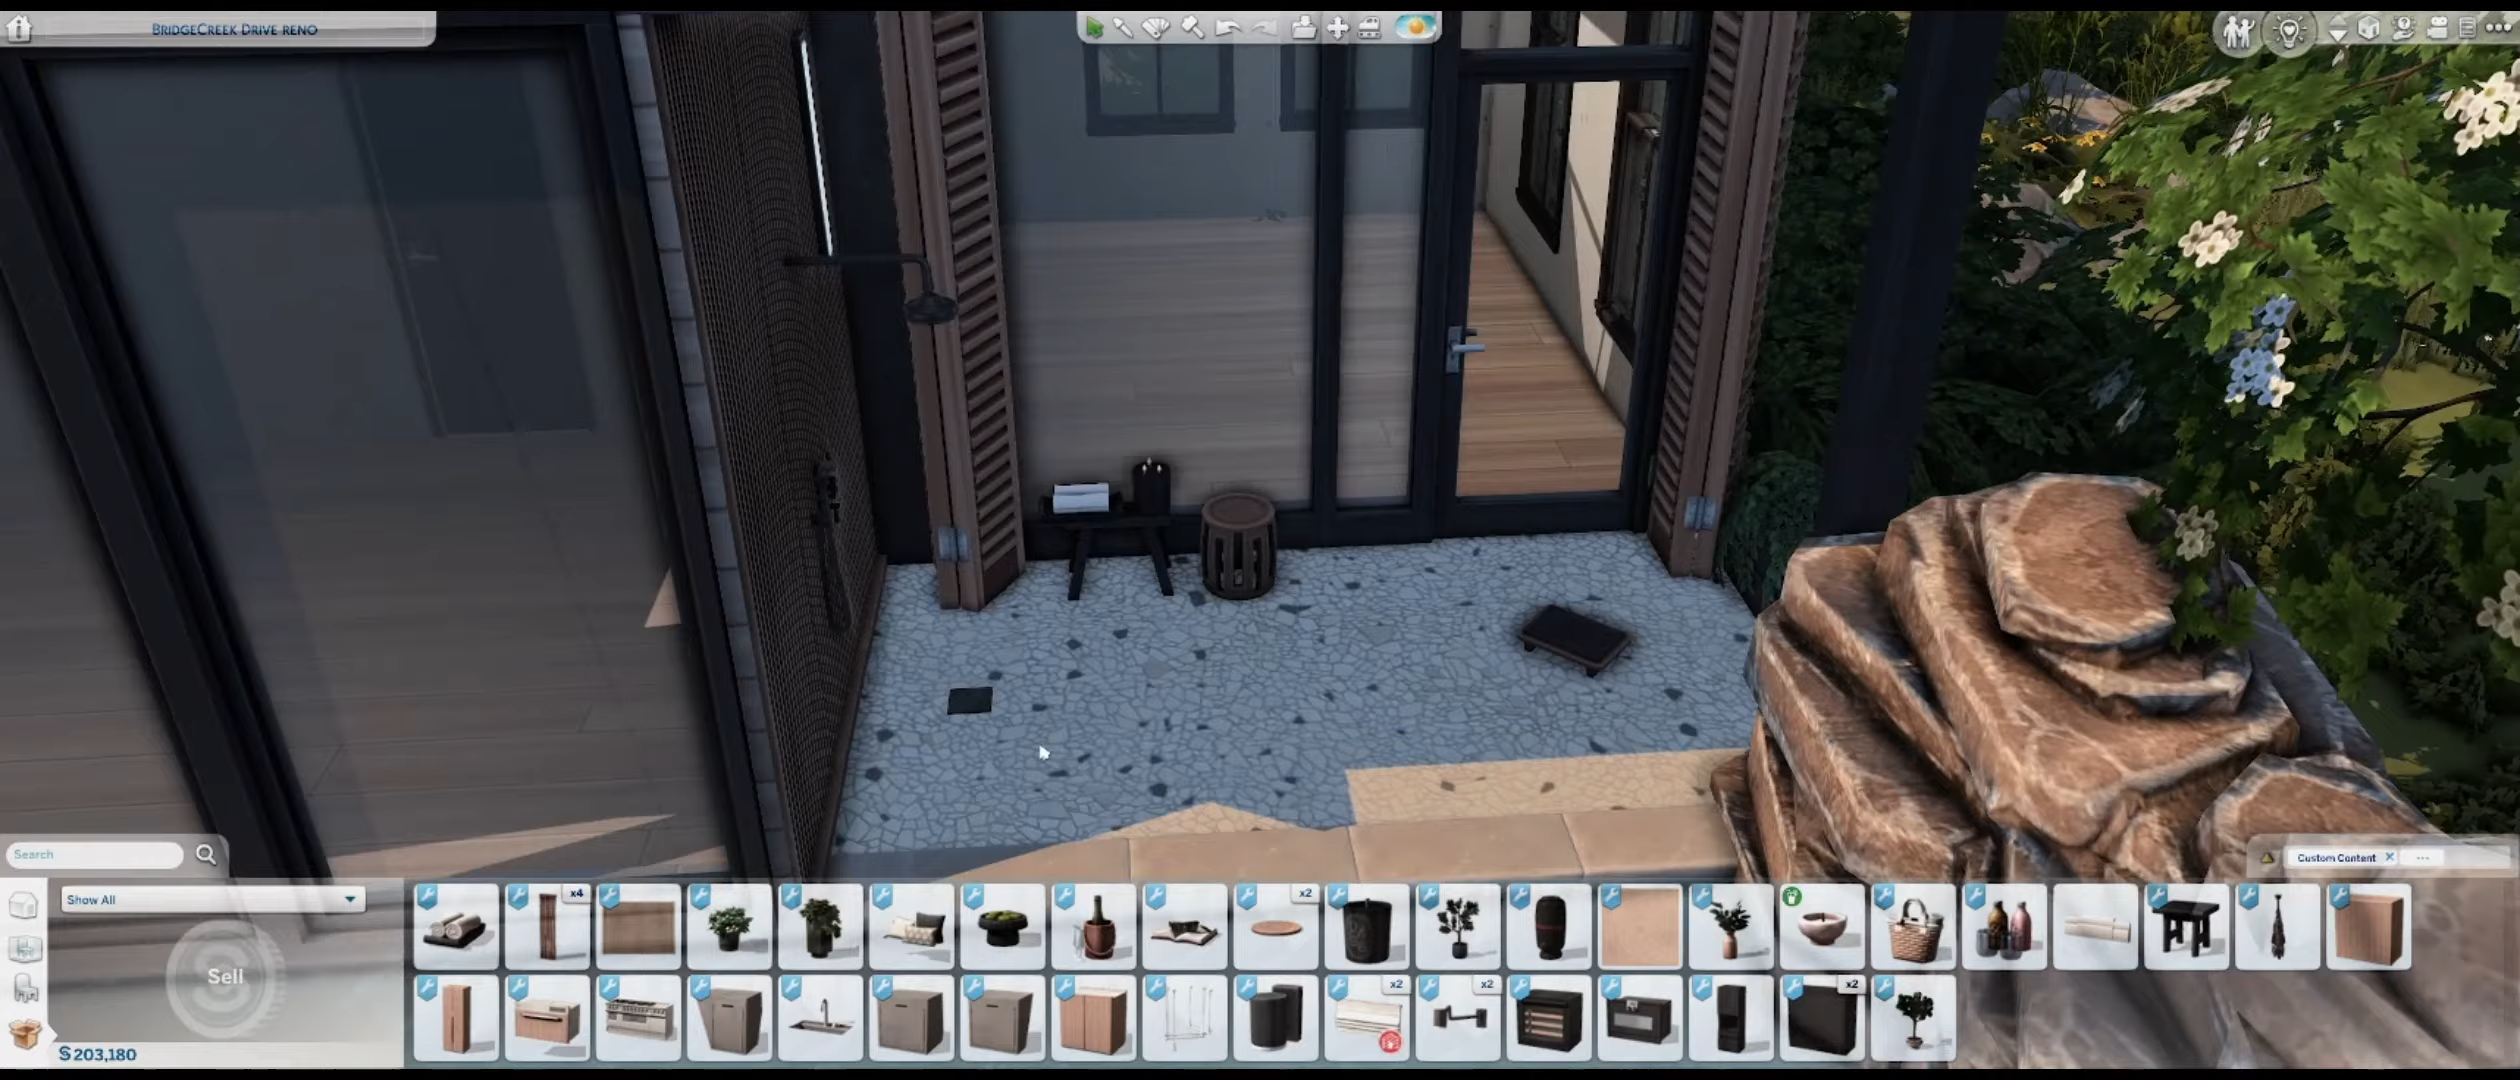 BRIDGECREEK DRIVE RENO
Search
Custom Content
Show All
x4
x2
Sell
x2
x2
x2
§203,180